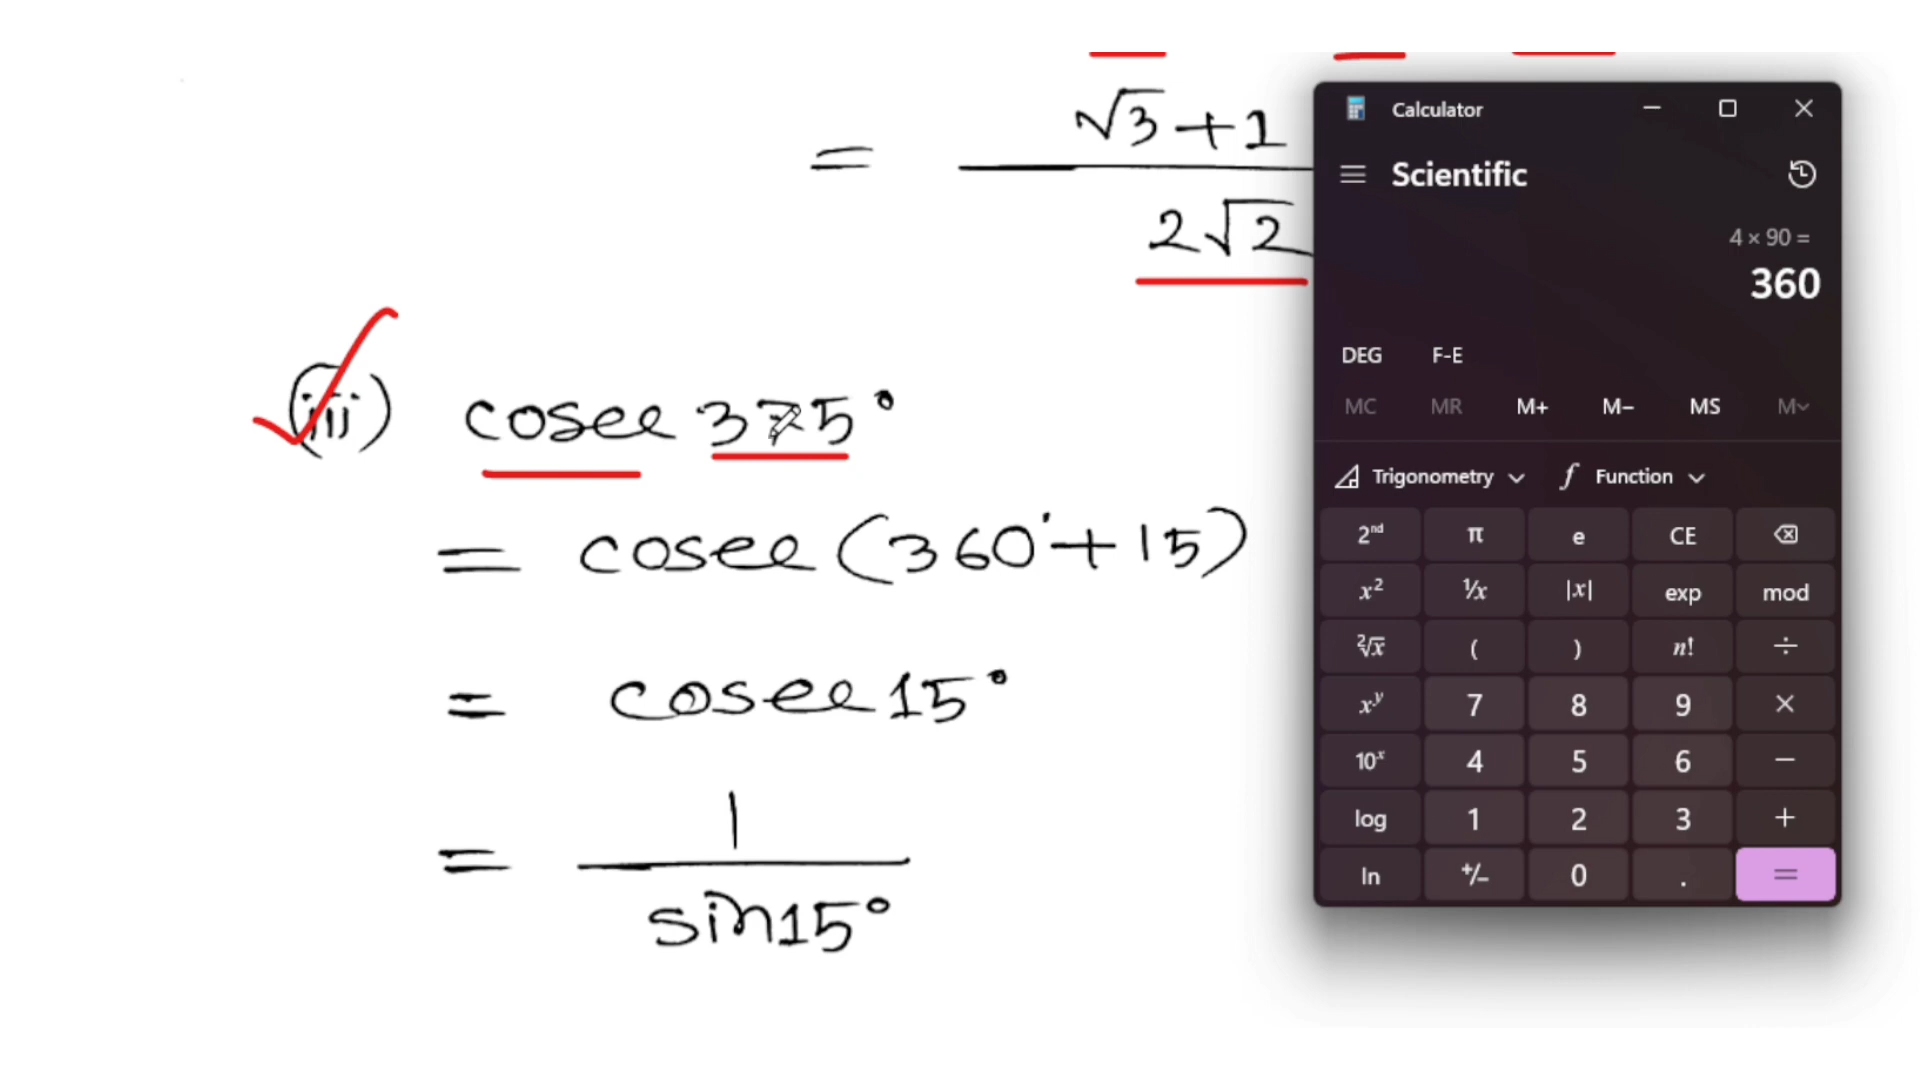 √3 + 1
=
2√2
(iii) cosec 375°
= cosec (360° + 15)
= cosec 15°
= 1
sin 15°
Calculator
Scientific
4 × 90 =
360
DEG F-E
MC MR M+ M− MS M˅
Trigonometry ƒ Function
2ⁿᵈ π e CE
x² ¹⁄x |x| exp mod
²√x ( ) n! ÷
xʸ 7 8 9 ×
10ˣ 4 5 6 −
log 1 2 3 +
ln +/− 0 . =